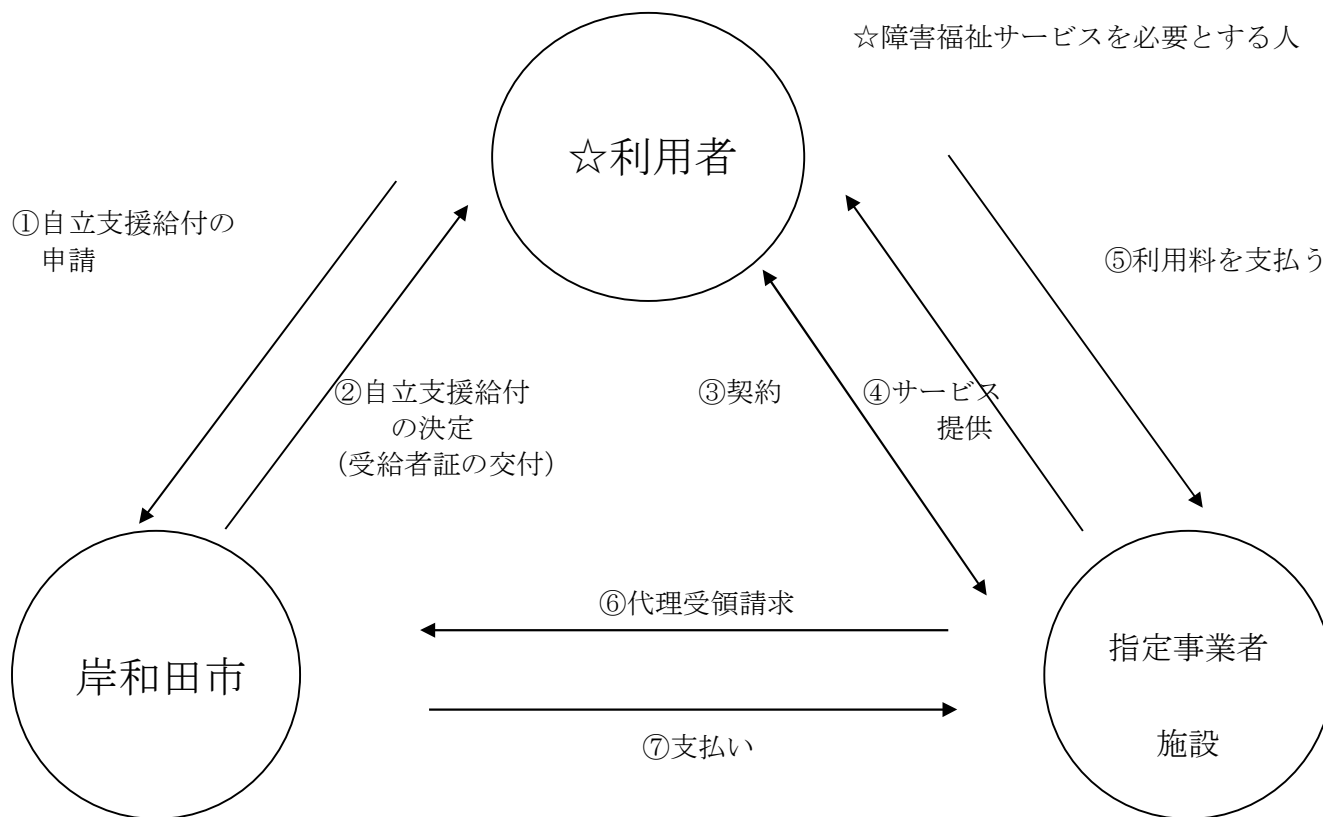 ☆障害福祉サービスを必要とする人
☆利用者
①自立支援給付の
申請
⑤利用料を支払う
②自立支援給付
の決定
（受給者証の交付）
③契約
④サービス
提供
⑥代理受領請求
岸和田市
指定事業者
施設
⑦支払い